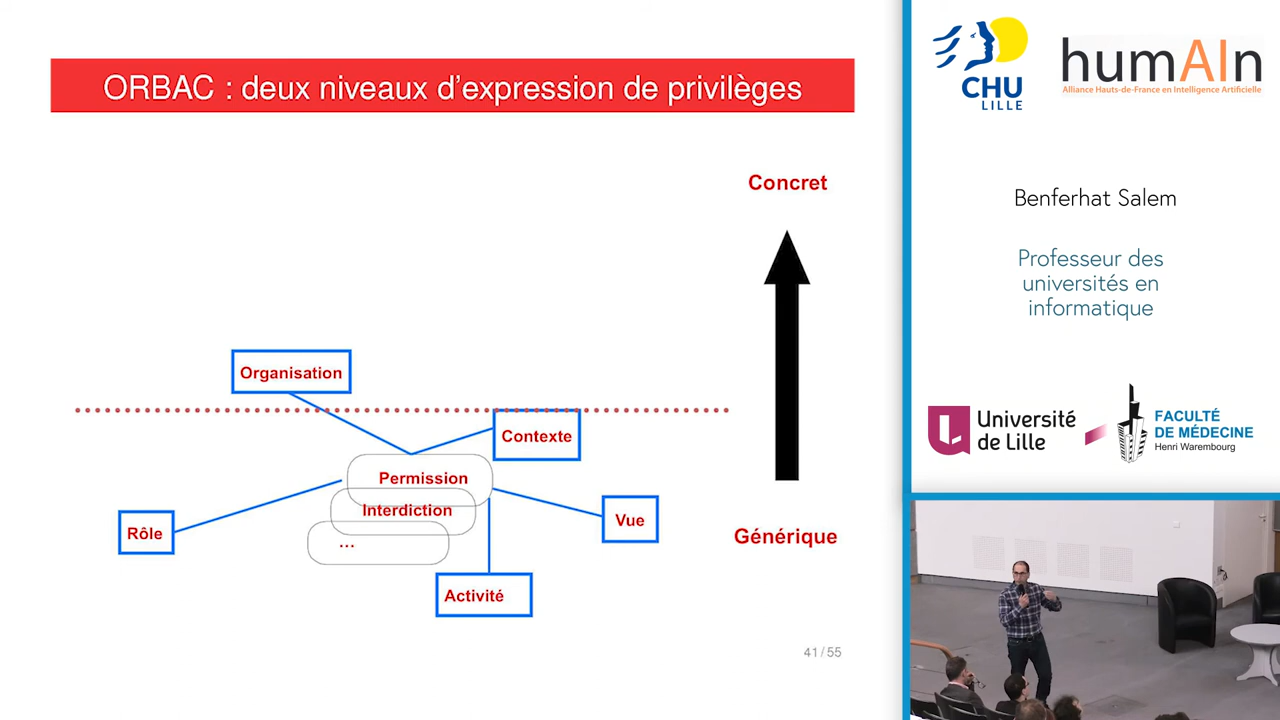 ORBAC : deux niveaux d'expression de privilèges
Concret
Organisation
Contexte
Permission
Interdiction
...
Rôle
Vue
Générique
Activité
41/55
CHU
LILLE
humAIn
Alliance Hauts-de-France en Intelligence Artificielle
Benferhat Salem
Professeur des
universités en
informatique
Université
de Lille
FACULTÉ
DE MÉDECINE
Henri Warembourg